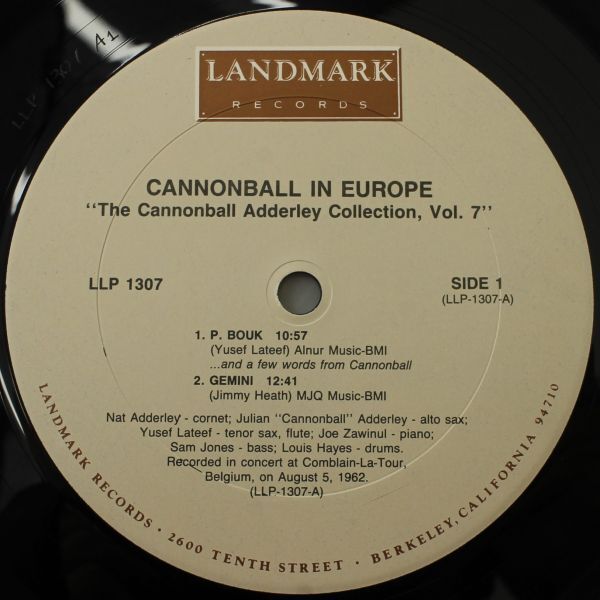 LLP 1307 A1
LANDMARK
RECORDS
CANNONBALL IN EUROPE
"The Cannonball Adderley Collection, Vol. 7"
LLP 1307
SIDE 1
(LLP-1307-A)
1. P. BOUK 10:57
(Yusef Lateef) Alnur Music-BMI
...and a few words from Cannonball
2. GEMINI 12:41
(Jimmy Heath) MJQ Music-BMI
Nat Adderley - cornet; Julian "Cannonball" Adderley - alto sax;
Yusef Lateef - tenor sax, flute; Joe Zawinul - piano;
Sam Jones - bass; Louis Hayes - drums.
Recorded in concert at Comblain-La-Tour,
Belgium, on August 5, 1962.
(LLP-1307-A)
LANDMARK RECORDS · 2600 TENTH STREET · BERKELEY, CALIFORNIA 94710